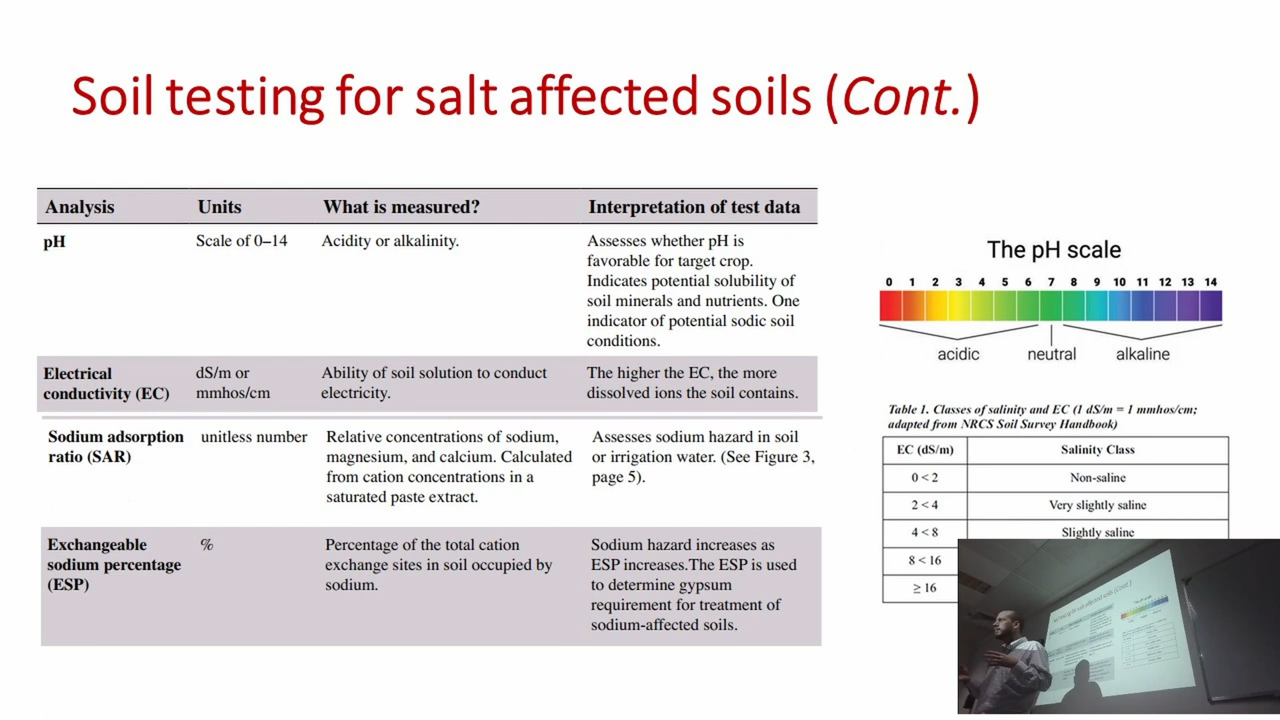 Soil testing for salt affected soils (Cont.)
Analysis Units What is measured? Interpretation of test data
pH Scale of 0–14 Acidity or alkalinity. Assesses whether pH is
favorable for target crop.
Indicates potential solubility of
soil minerals and nutrients. One
indicator of potential sodic soil
conditions.
Electrical dS/m or Ability of soil solution to conduct The higher the EC, the more
conductivity (EC) mmhos/cm electricity. dissolved ions the soil contains.
Sodium adsorption unitless number Relative concentrations of sodium, Assesses sodium hazard in soil
ratio (SAR) magnesium, and calcium. Calculated or irrigation water. (See Figure 3,
from cation concentrations in a page 5).
saturated paste extract.
Exchangeable % Percentage of the total cation Sodium hazard increases as
sodium percentage exchange sites in soil occupied by ESP increases.The ESP is used
(ESP) sodium. to determine gypsum
requirement for treatment of
sodium-affected soils.
The pH scale
0 1 2 3 4 5 6 7 8 9 10 11 12 13 14
acidic neutral alkaline
Table 1. Classes of salinity and EC (1 dS/m = 1 mmhos/cm;
adapted from NRCS Soil Survey Handbook)
EC (dS/m) Salinity Class
0 < 2 Non-saline
2 < 4 Very slightly saline
4 < 8 Slightly saline
8 < 16
≥ 16